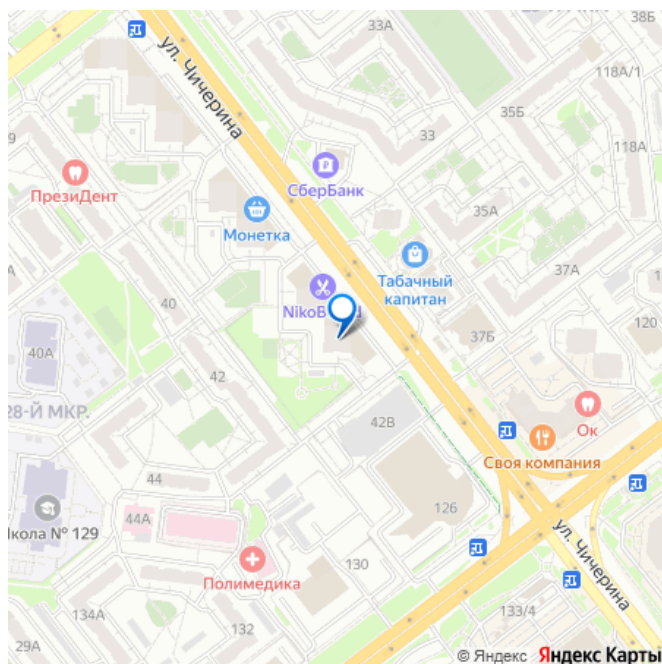 38Б
118А/1
ул. Чичерина
35Б
33
118А
СберБанк
ПрезиДент
35А
Монетка
Табачный
капитан
37А
40
37Б
120
40А
42
28-Й МКР.
42В
Ок
Своя компания
44
126
44А
Школа № 129
ул. Чичерина
130
Полимедика
134А
132
133/4
29А
© Яндекс Яндекс Карты